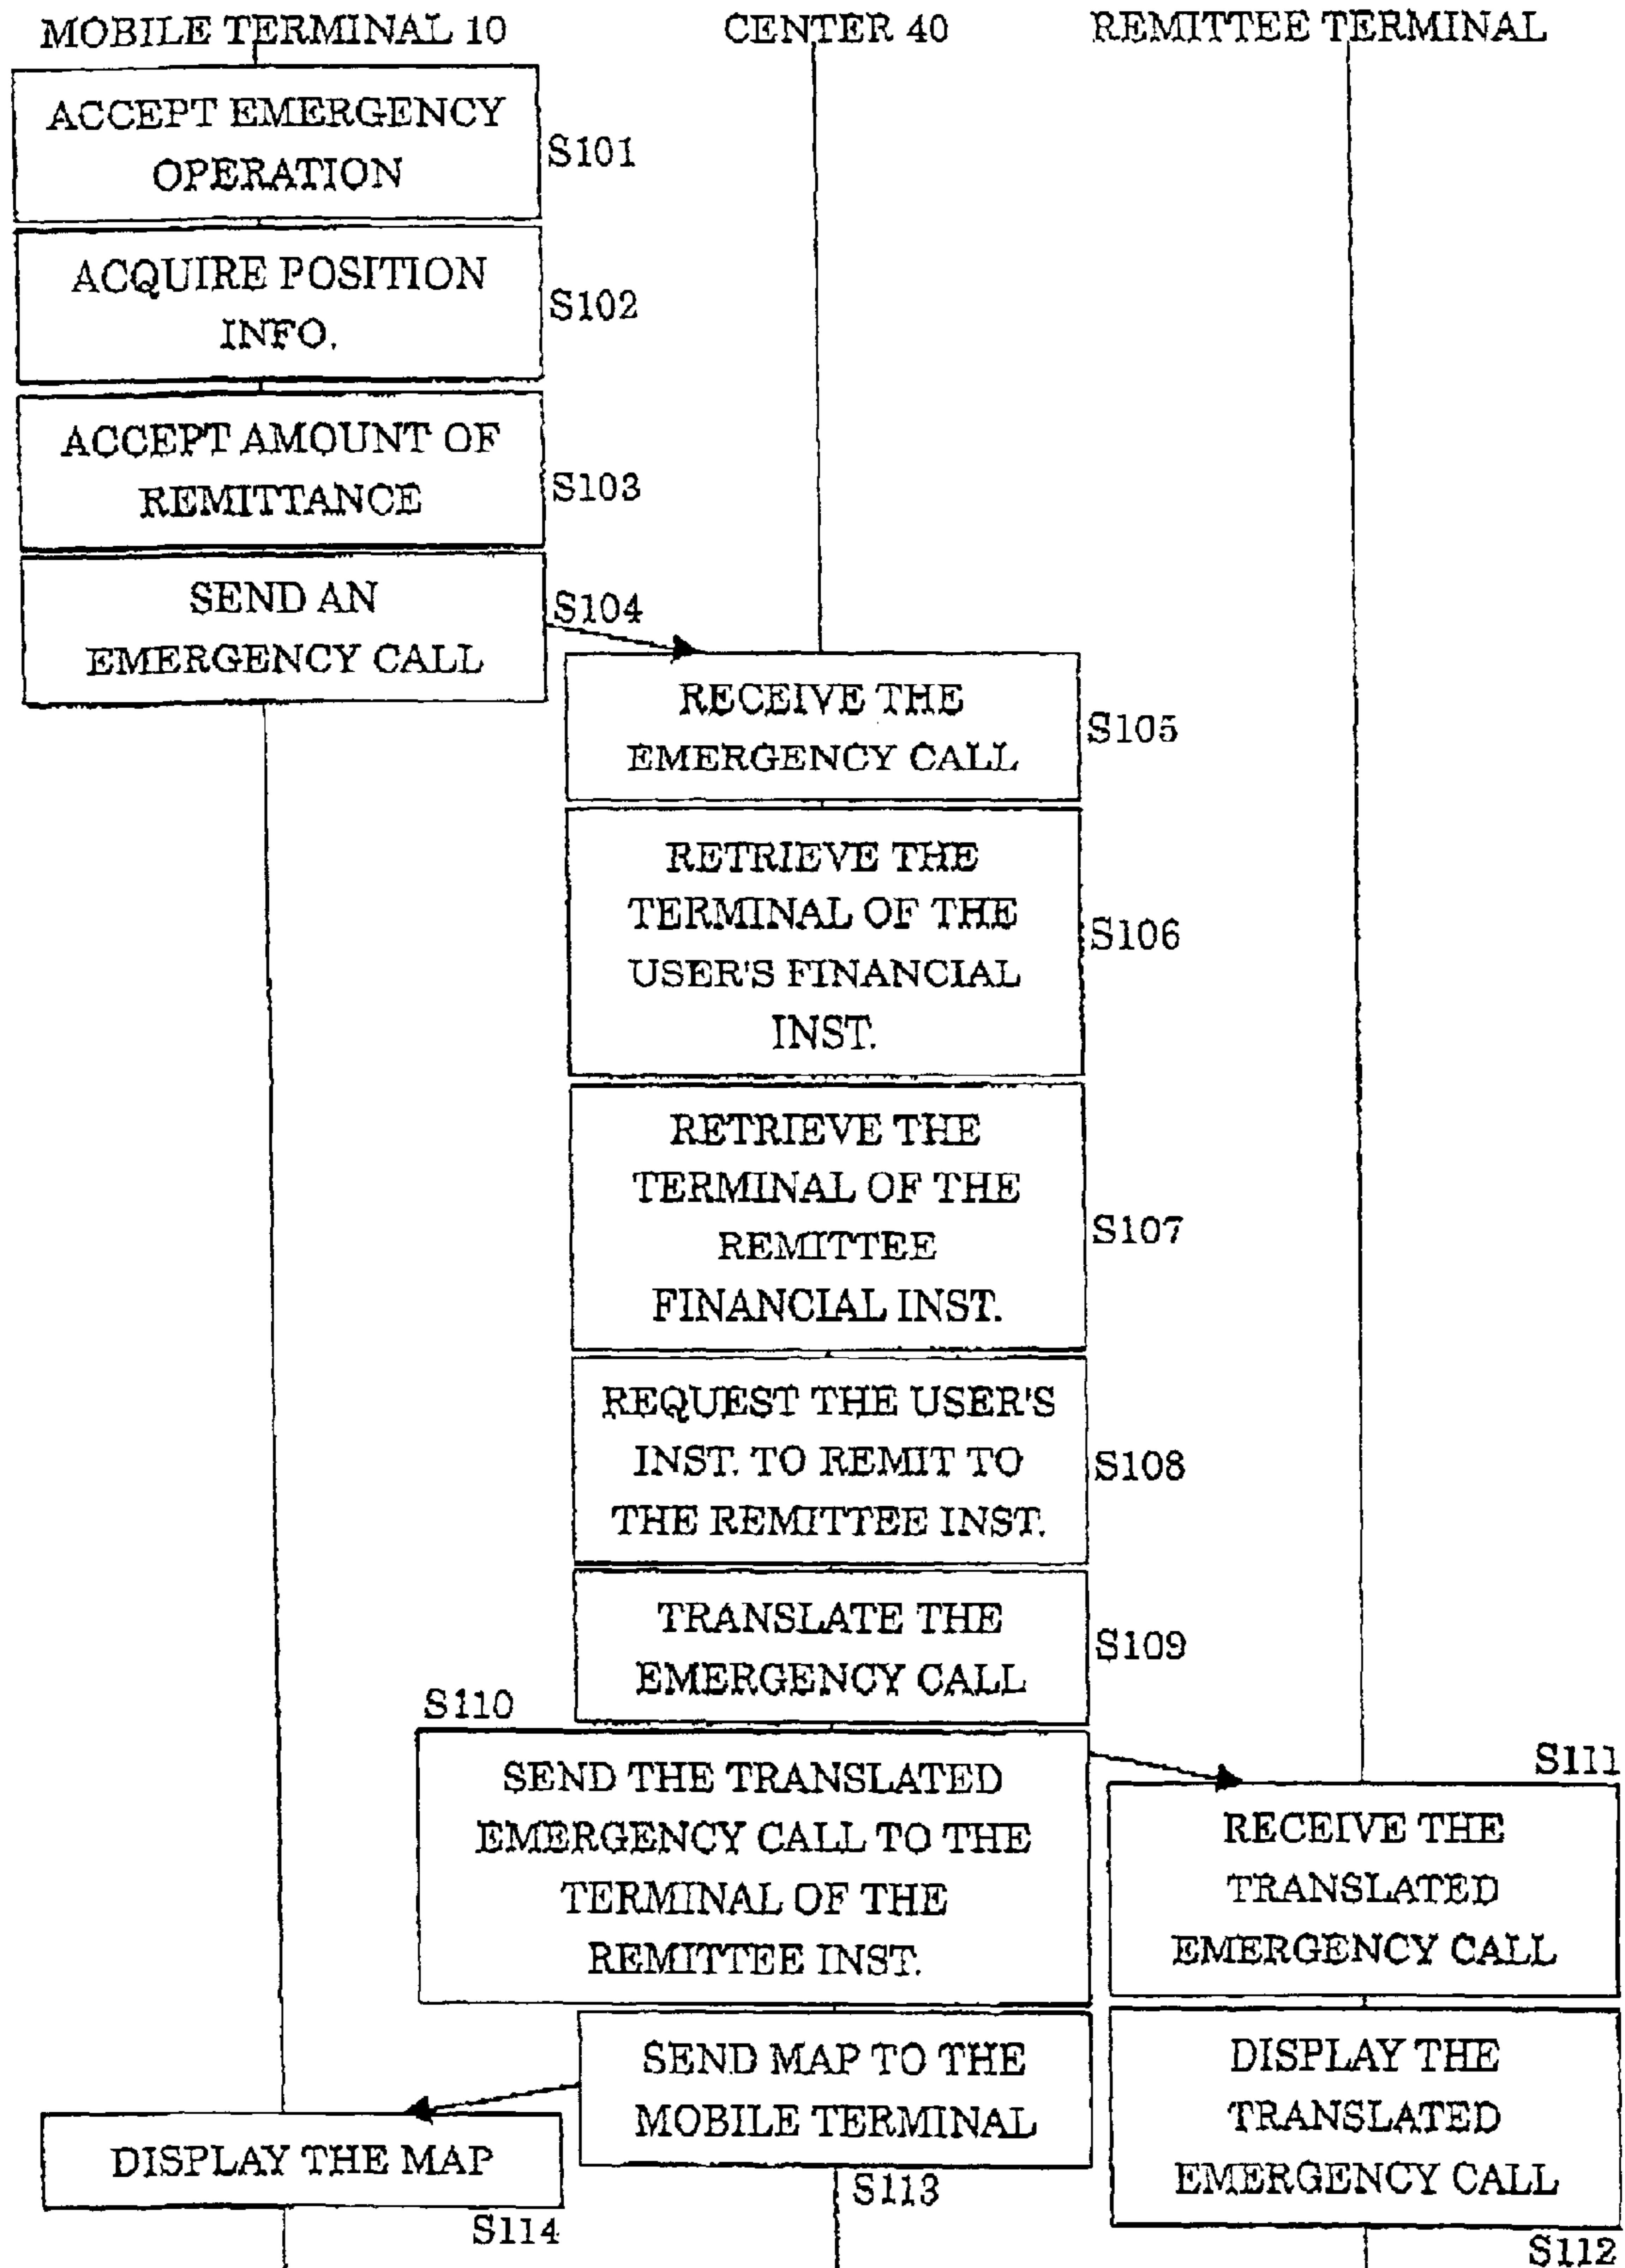 MOBILE TERMINAL 10
CENTER 40
REMITTEE TERMINAL
ACCEPT EMERGENCY
OPERATION
S101
ACQUIRE POSITION
INFO.
S102
ACCEPT AMOUNT OF
REMITTANCE
S103
SEND AN
EMERGENCY CALL
S104
RECEIVE THE
EMERGENCY CALL
S105
RETRIEVE THE
TERMINAL OF THE
USER'S FINANCIAL
INST.
S106
RETRIEVE THE
TERMINAL OF THE
REMITTEE
FINANCIAL INST.
S107
REQUEST THE USER'S
INST. TO REMIT TO
THE REMITTEE INST.
S108
TRANSLATE THE
EMERGENCY CALL
S109
S110
SEND THE TRANSLATED
EMERGENCY CALL TO THE
TERMINAL OF THE
REMITTEE INST.
S111
RECEIVE THE
TRANSLATED
EMERGENCY CALL
DISPLAY THE
TRANSLATED
EMERGENCY CALL
S112
SEND MAP TO THE
MOBILE TERMINAL
S113
DISPLAY THE MAP
S114